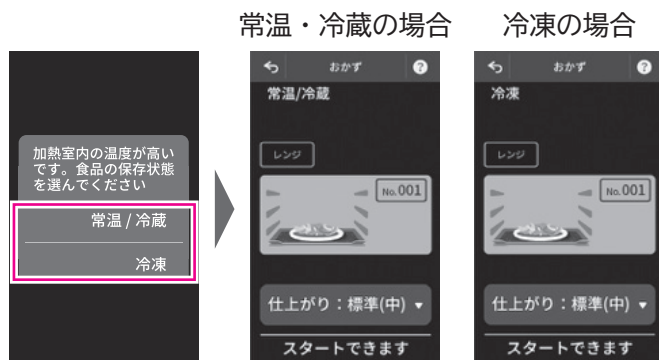 常温・冷蔵の場合
冷凍の場合
加熱室内の温度が高い
です。食品の保存状態
を選んでください
常温 / 冷蔵
冷凍
おかず
?
常温/冷蔵
レンジ
No.001
仕上がり：標準(中) ▼
スタートできます
おかず
?
冷凍
レンジ
No.001
仕上がり：標準(中) ▼
スタートできます